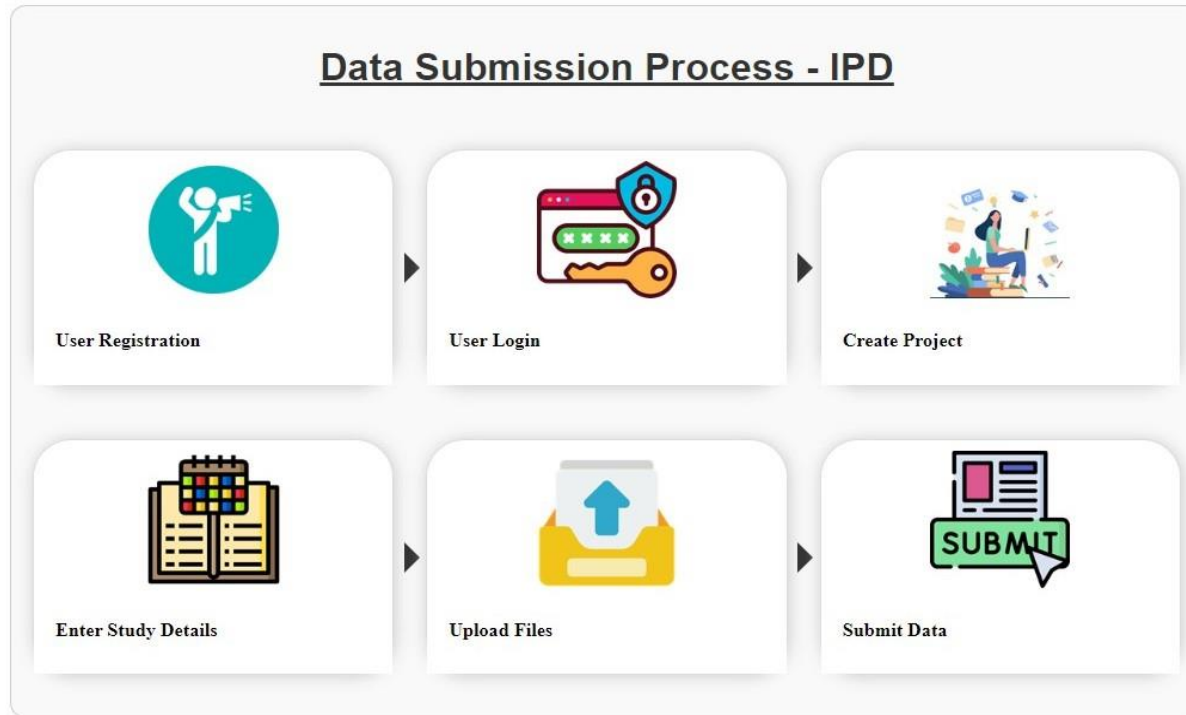 Data Submission Process - IPD
User Registration
User Login
Create Project
Enter Study Details
Upload Files
SUBMIT
Submit Data